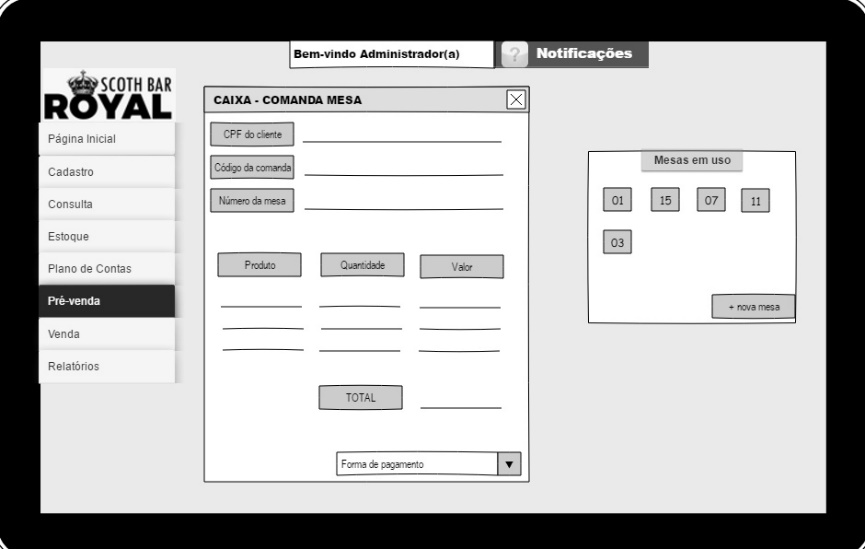 Bem-vindo Administrador(a)
? Notificações
SCOTH BAR
ROYAL
Página Inicial
Cadastro
Consulta
Estoque
Plano de Contas
Pré-venda
Venda
Relatórios
CAIXA - COMANDA MESA
CPF do cliente
Código da comanda
Número da mesa
Produto Quantidade Valor
TOTAL
Forma de pagamento
Mesas em uso
01 15 07 11
03
+ nova mesa